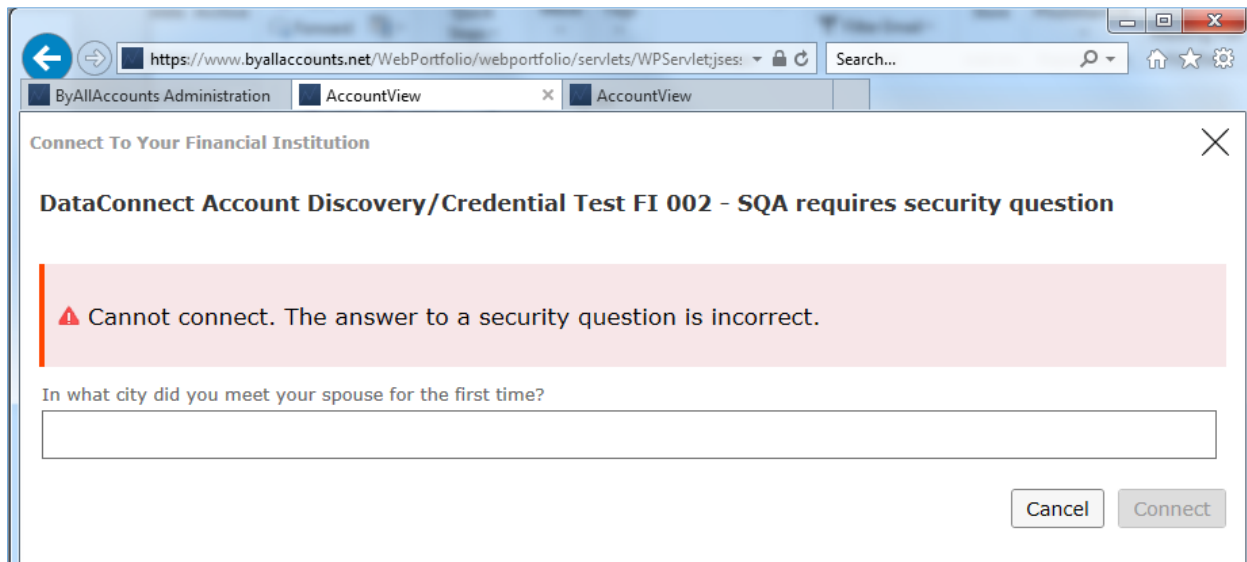 https://www.byallaccounts.net/WebPortfolio/webportfolio/servlets/WPServlet;jses
Search...
ByAllAccounts Administration
AccountView
AccountView
Connect To Your Financial Institution
DataConnect Account Discovery/Credential Test FI 002 - SQA requires security question
Cannot connect. The answer to a security question is incorrect.
In what city did you meet your spouse for the first time?
Cancel
Connect